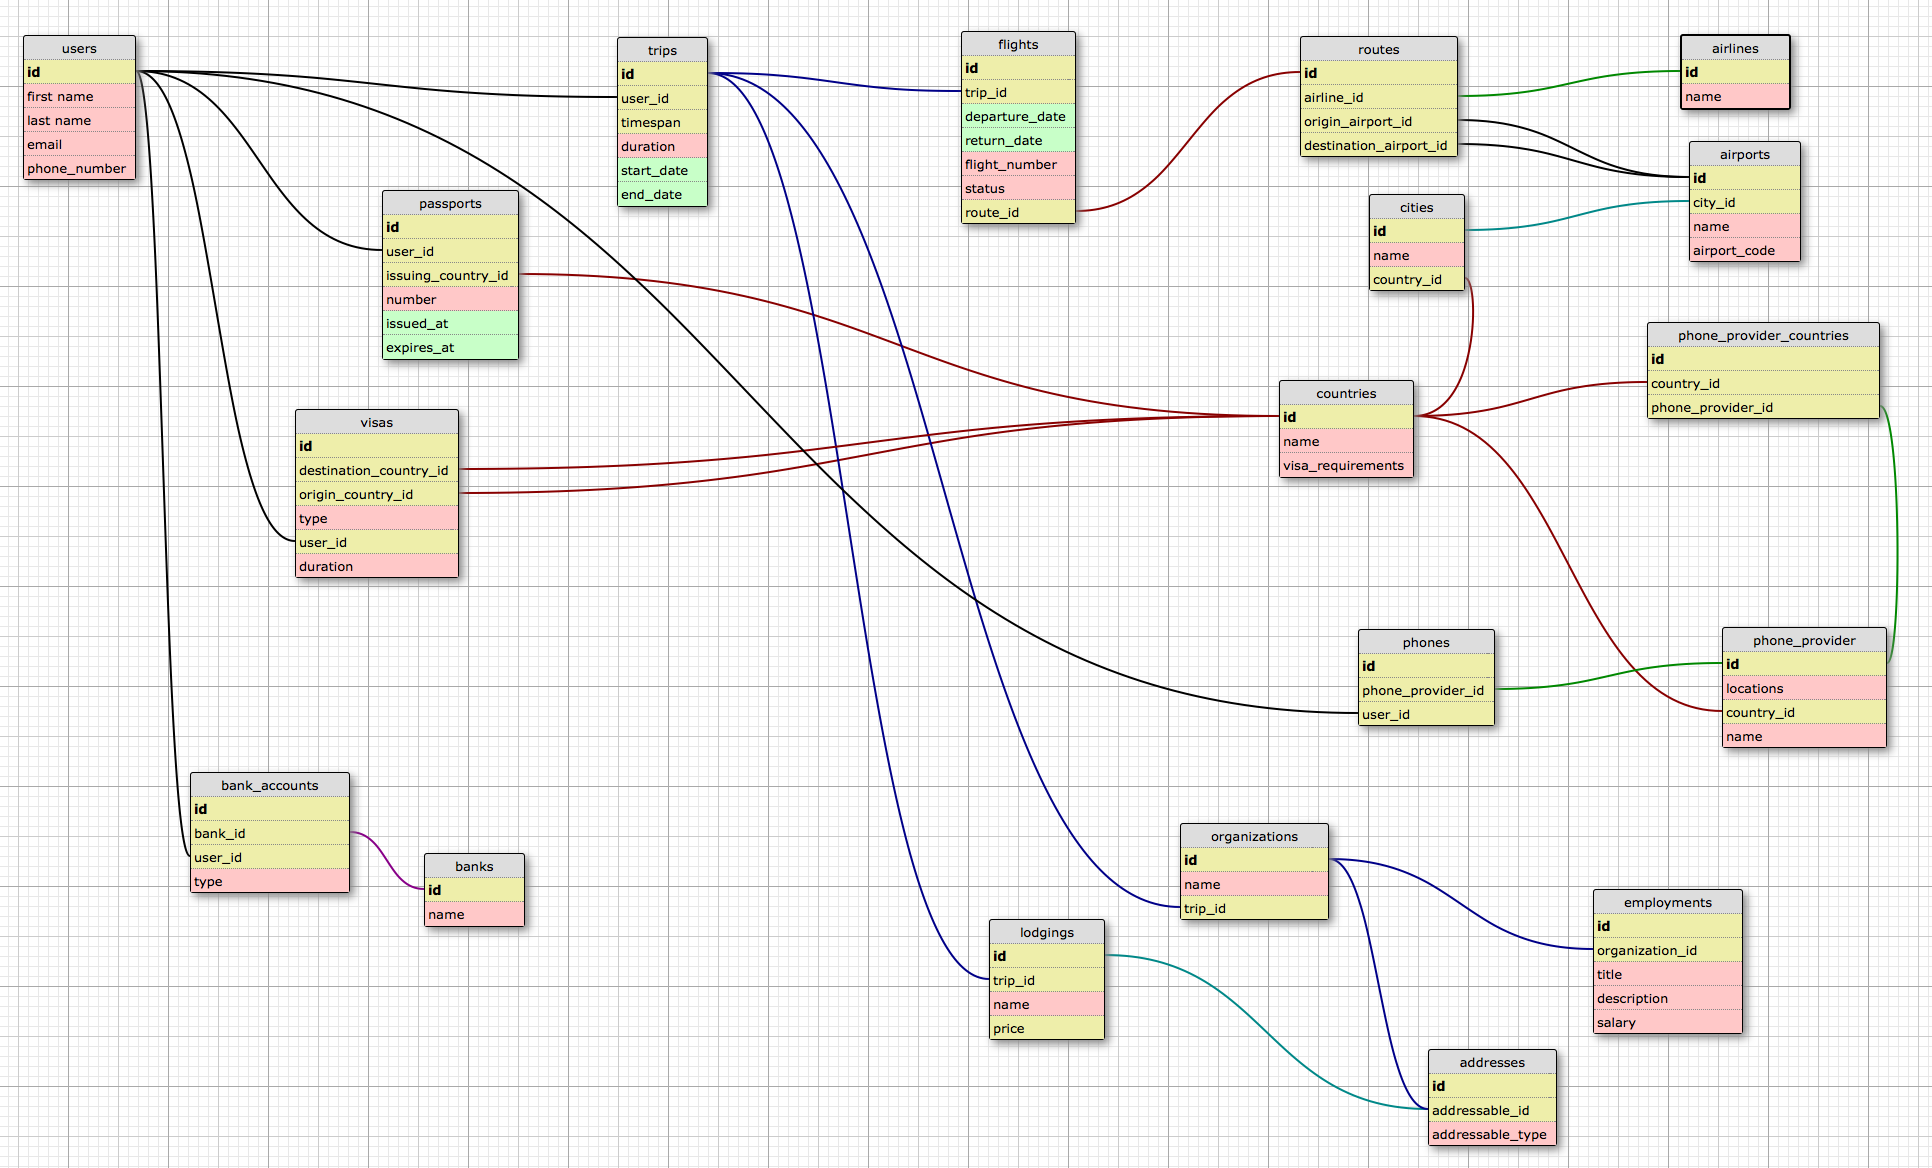 users
id
first name
last name
email
phone_number
trips
id
user_id
timespan
duration
start_date
end_date
flights
id
trip_id
departure_date
return_date
flight_number
status
route_id
routes
id
airline_id
origin_airport_id
destination_airport_id
airlines
id
name
airports
id
city_id
name
airport_code
passports
id
user_id
issuing_country_id
number
issued_at
expires_at
cities
id
name
country_id
phone_provider_countries
id
country_id
phone_provider_id
countries
id
name
visa_requirements
visas
id
destination_country_id
origin_country_id
type
user_id
duration
phones
id
phone_provider_id
user_id
phone_provider
id
locations
country_id
name
bank_accounts
id
bank_id
user_id
type
banks
id
name
organizations
id
name
trip_id
lodgings
id
trip_id
name
price
employments
id
organization_id
title
description
salary
addresses
id
addressable_id
addressable_type